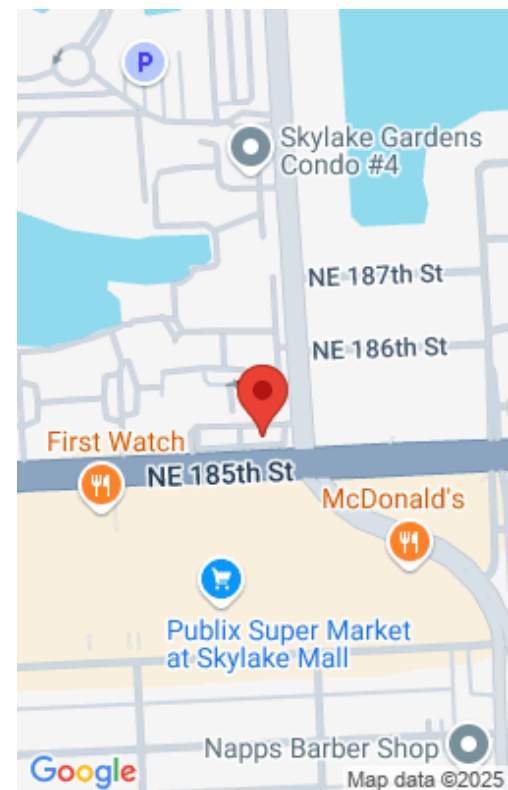 P
Skylake Gardens
Condo #4
NE 187th St
NE 186th St
First Watch
NE 185th St
McDonald's
Publix Super Market
at Skylake Mall
Napps Barber Shop
Google
Map data ©2025